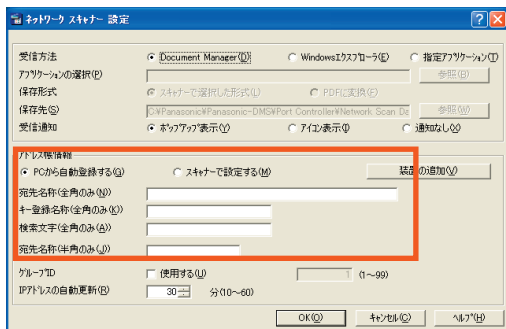 ネットワーク スキャナー 設定
受信方法 Document Manager(D) Windowsエクスプローラ(E) 指定アプリケーション(T)
アプリケーションの選択(P) 参照(B)
保存形式 スキャナーで選択した形式(L) PDFに変換(F)
保存先(S) C:¥Panasonic¥Panasonic-DMS¥Port Controller¥Network Scan Da 参照(W)
受信通知 ポップアップ表示(Y) アイコン表示(I) 通知なし(X)
アドレス帳情報
PCから自動登録する(G) スキャナーで設定する(M) 装置の追加(V)
宛先名称(全角のみ(N))
キー登録名称(全角のみ(K))
検索文字(全角のみ(A))
宛先名称(半角のみ(J))
グループID 使用する(U) 1 (1～99)
IPアドレスの自動更新(R) 30 分(10～60)
OK(O) キャンセル(C) ヘルプ(H)